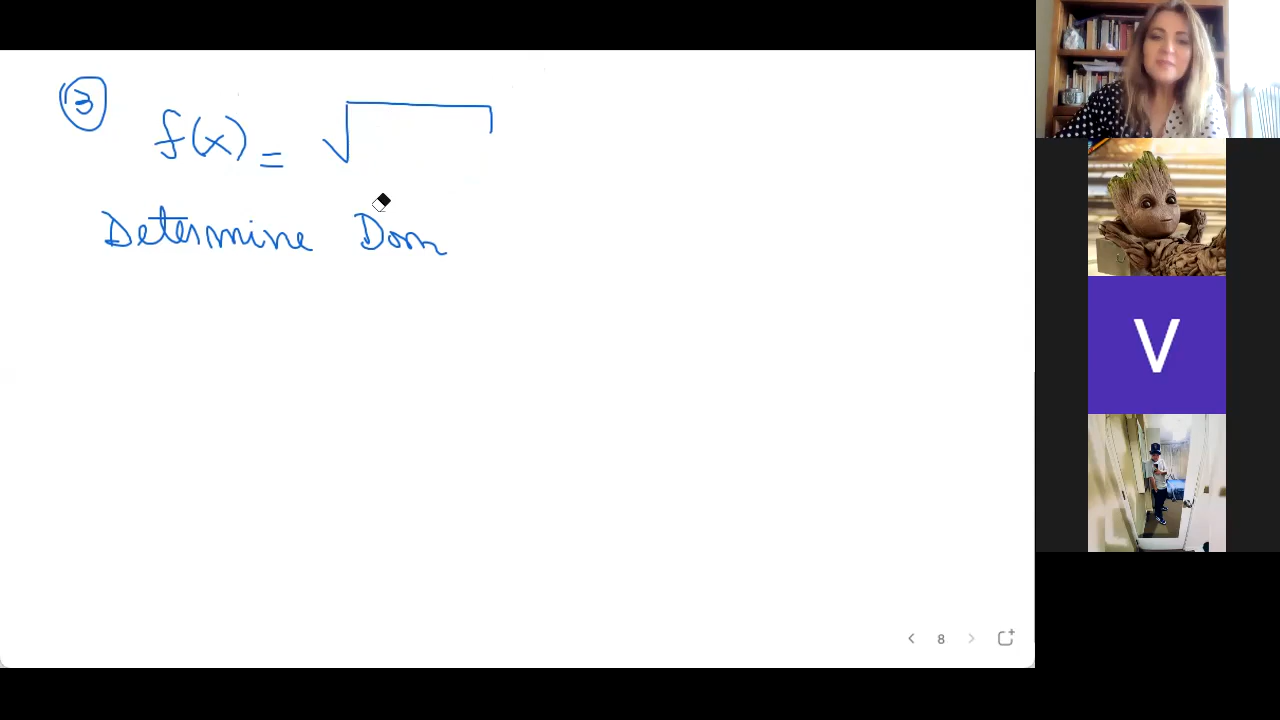 ③ f(x) = √
Determine Dom
V
8